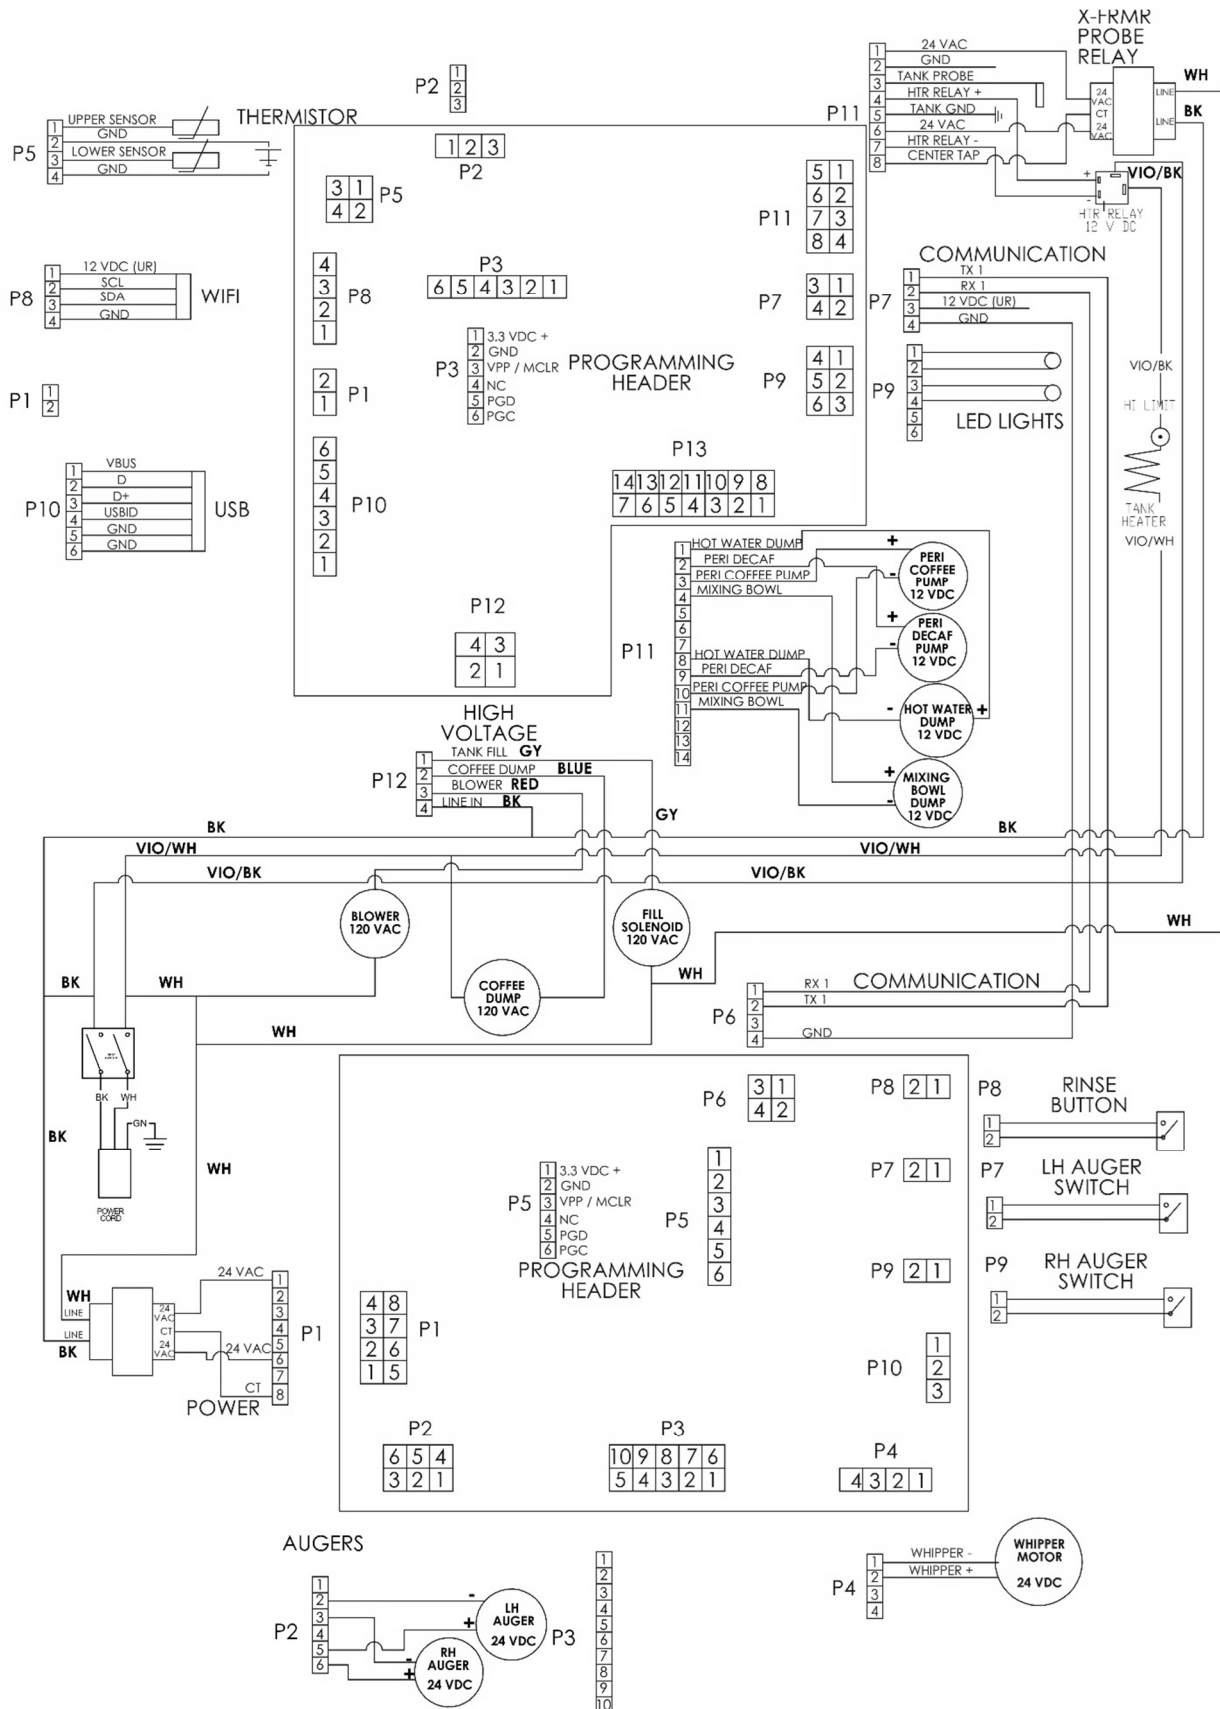 X-FRMR
PROBE
RELAY
WH
BK
LINE
LINE
24
VAC
CT
24
VAC
P11
1 24 VAC
2 GND
3 TANK PROBE
4 HTR RELAY +
5 TANK GND
6 24 VAC
7 HTR RELAY -
8 CENTER TAP
+
-
VIO/BK
HTR RELAY
12 V DC
P2
1
2
3
THERMISTOR
P5
1 UPPER SENSOR
2 GND
3 LOWER SENSOR
4 GND
1 2 3
P2
3 1
4 2
P5
5 1
6 2
7 3
8 4
P11
P8
1 12 VDC (UR)
2 SCL
3 SDA
4 GND
WIFI
4
3
2
1
P8
P3
6 5 4 3 2 1
P7
3 1
4 2
COMMUNICATION
P7
1 TX 1
2 RX 1
3 12 VDC (UR)
4 GND
P3
1 3.3 VDC +
2 GND
3 VPP / MCLR
4 NC
5 PGD
6 PGC
PROGRAMMING
HEADER
P1
1
2
2
1
P1
P9
4 1
5 2
6 3
P9
1
2
3
4
5
6
LED LIGHTS
VIO/BK
HI LIMIT
TANK
HEATER
VIO/WH
P10
1 VBUS
2 D
3 D+
4 USBID
5 GND
6 GND
USB
6
5
4
3
2
1
P10
P13
14 13 12 11 10 9 8
7 6 5 4 3 2 1
P12
4 3
2 1
P11
1 HOT WATER DUMP
2 PERI DECAF
3 PERI COFFEE PUMP
4 MIXING BOWL
5
6
7
8 HOT WATER DUMP
9 PERI DECAF
10 PERI COFFEE PUMP
11 MIXING BOWL
12
13
14
+
-
PERI
COFFEE
PUMP
12 VDC
+
-
PERI
DECAF
PUMP
12 VDC
-
HOT WATER
DUMP
12 VDC
+
+
-
MIXING
BOWL
DUMP
12 VDC
HIGH
VOLTAGE
P12
1 TANK FILL GY
2 COFFEE DUMP BLUE
3 BLOWER RED
4 LINE IN BK
GY
BK
BK
VIO/WH
VIO/WH
VIO/BK
VIO/BK
BLOWER
120 VAC
FILL
SOLENOID
120 VAC
COFFEE
DUMP
120 VAC
WH
WH
BK
WH
WH
COMMUNICATION
P6
1 RX 1
2 TX 1
3
4 GND
BK
WH
GN
POWER
CORD
BK
WH
P6
3 1
4 2
P8
2 1
P8
RINSE
BUTTON
1
2
P7
2 1
P7
LH AUGER
SWITCH
1
2
P5
1 3.3 VDC +
2 GND
3 VPP / MCLR
4 NC
5 PGD
6 PGC
PROGRAMMING
HEADER
P5
1
2
3
4
5
6
P9
2 1
P9
RH AUGER
SWITCH
1
2
WH
LINE
LINE
BK
24
VAC
CT
24
VAC
24 VAC
24 VAC
CT
1
2
3
4
5
6
7
8
P1
POWER
4 8
3 7
2 6
1 5
P1
P10
1
2
3
P2
6 5 4
3 2 1
P3
10 9 8 7 6
5 4 3 2 1
P4
4 3 2 1
AUGERS
P2
1
2
3
4
5
6
-
+
LH
AUGER
24 VDC
-
+
RH
AUGER
24 VDC
P3
1
2
3
4
5
6
7
8
9
10
P4
1 WHIPPER -
2 WHIPPER +
3
4
WHIPPER
MOTOR
24 VDC